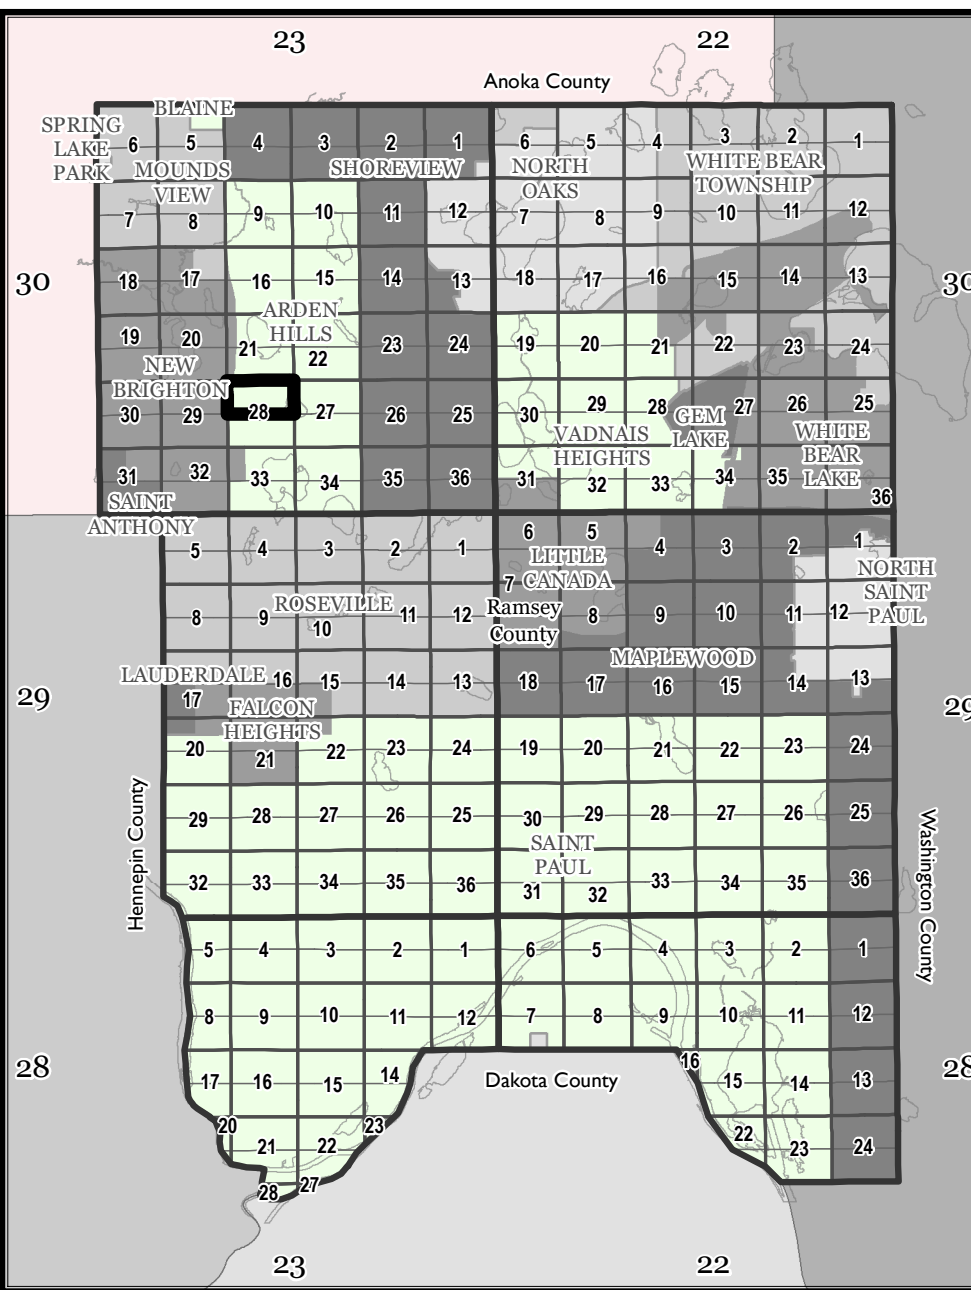 23 22
Anoka County
BLAINE
SPRING
LAKE
PARK
6 5 4 3 2 1 6 5 4 3 2 1
MOUNDS
VIEW
SHOREVIEW
NORTH
OAKS
WHITE BEAR
TOWNSHIP
7 8 9 10 11 12 7 8 9 10 11 12
30 30
18 17 16 15 14 13 18 17 16 15 14 13
ARDEN
HILLS
19 20 21 22 23 24 19 20 21 22 23 24
NEW
BRIGHTON
30 29 28 27 26 25 30 29 28 27 26 25
GEM
LAKE
VADNAIS
HEIGHTS
WHITE
BEAR
LAKE
31 32 33 34 35 36 31 32 33 34 35 36
SAINT
ANTHONY
5 4 3 2 1 6 5 4 3 2 1
LITTLE
CANADA
NORTH
SAINT
PAUL
8 9 10 11 12 7 8 9 10 11 12
ROSEVILLE
Ramsey
County
MAPLEWOOD
LAUDERDALE
17 16 15 14 13 18 17 16 15 14 13
29 29
FALCON
HEIGHTS
20 21 22 23 24 19 20 21 22 23 24
29 28 27 26 25 30 29 28 27 26 25
SAINT
PAUL
Hennepin County
Washington County
32 33 34 35 36 31 32 33 34 35 36
5 4 3 2 1 6 5 4 3 2 1
8 9 10 11 12 7 8 9 10 11 12
28 28
17 16 15 14 16 15 14 13
Dakota County
20 21 22 23 22 23 24
28 27
23 22